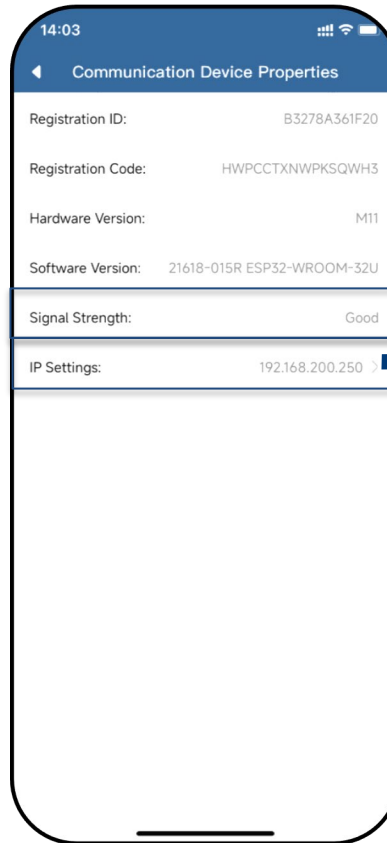 14:03
Communication Device Properties
Registration ID: B3278A361F20
Registration Code: HWPCCTXNWPKSQWH3
Hardware Version: M11
Software Version: 21618-015R ESP32-WROOM-32U
Signal Strength: Good
IP Settings: 192.168.200.250